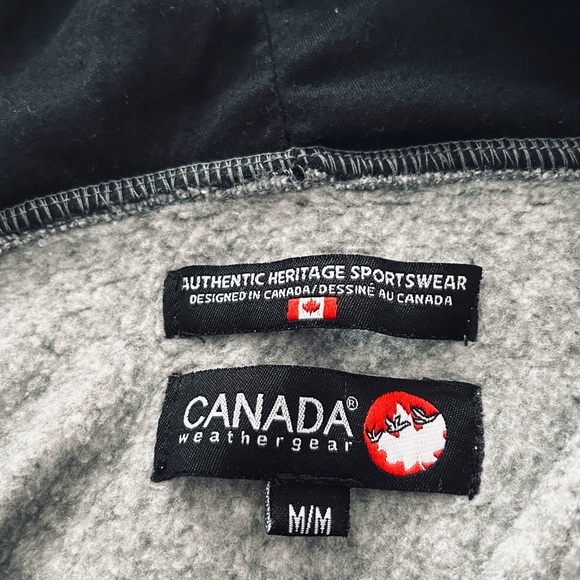 AUTHENTIC HERITAGE SPORTSWEAR
DESIGNED IN CANADA/DESSINÉ AU CANADA
CANADA®
weathergear
M/M